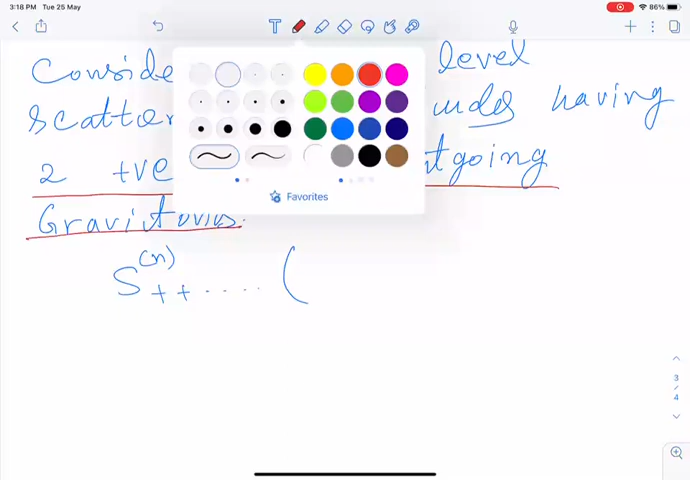 3:18 PM Tue 25 May
86%
Conside level
Scatter udes having
2 +ve tgoing
Gravitons.
S^(n)_{++.....} (
Favorites
3
/
4